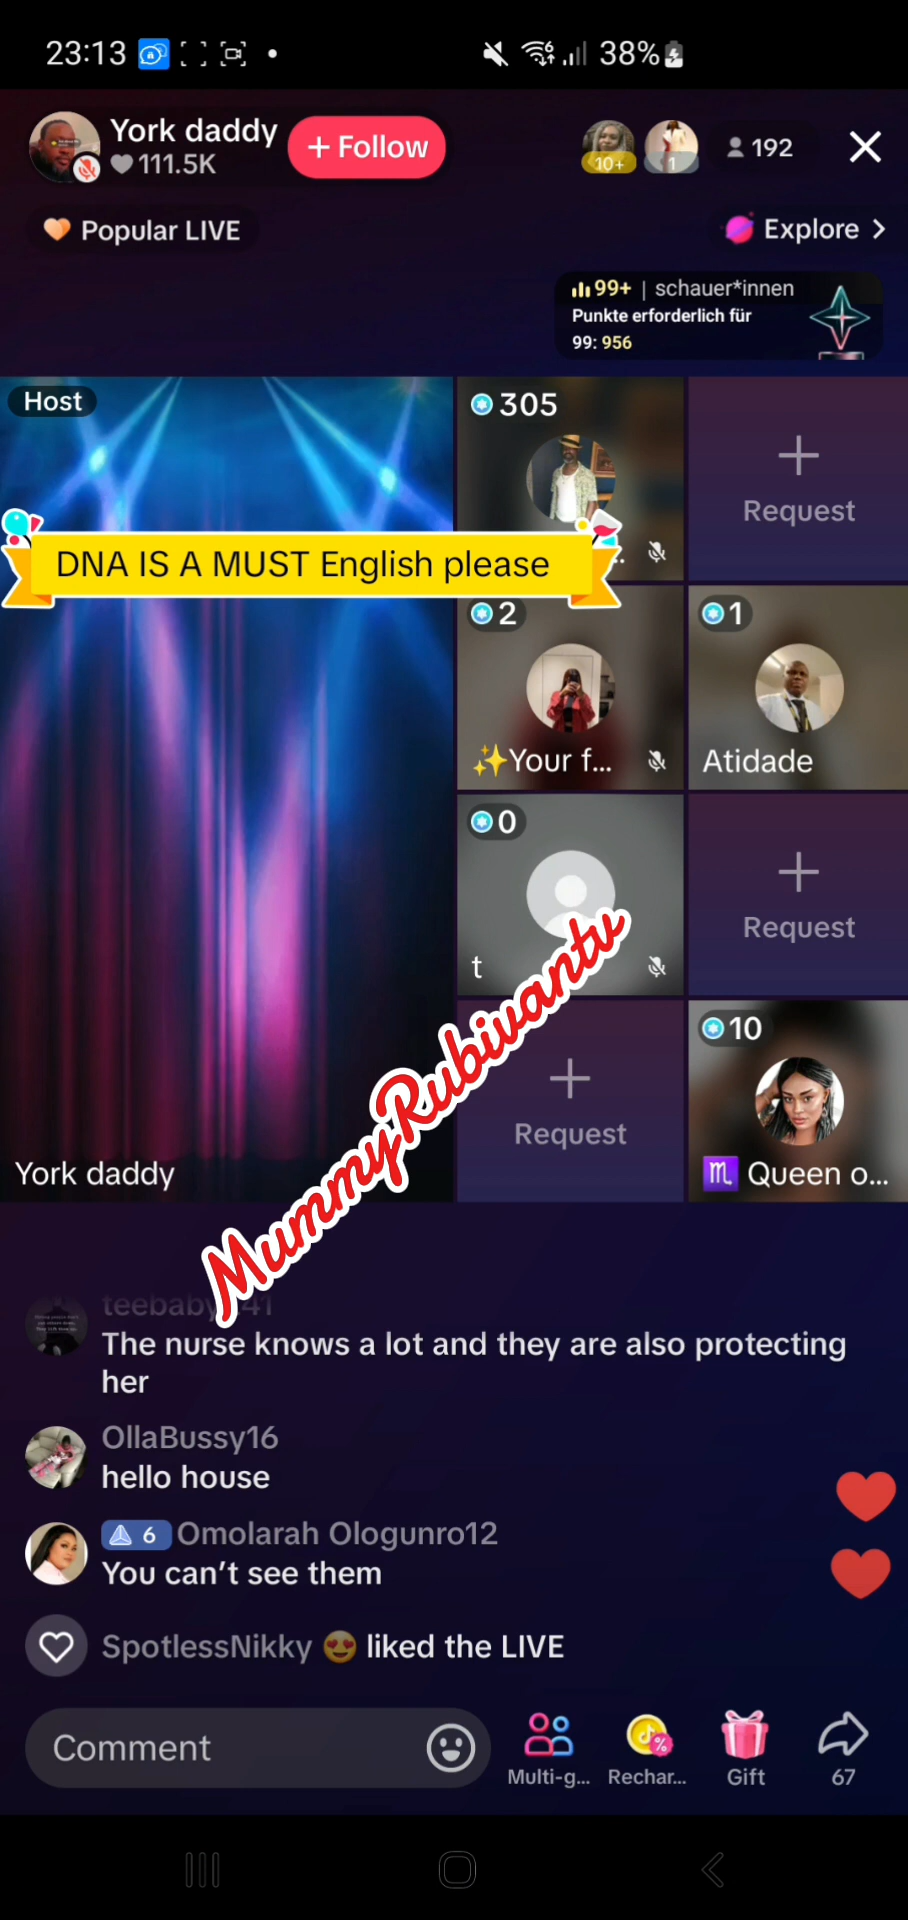 23:13
38%
York daddy
111.5K
+ Follow
10+
1
192
Popular LIVE
Explore
99+ | schauer*innen
Punkte erforderlich für
99: 956
Host
305
Request
DNA IS A MUST English please
2
1
✨Your f...
Atidade
0
t
Request
MummyRubivantv
10
Request
York daddy
♏ Queen o...
The nurse knows a lot and they are also protecting
her
OllaBussy16
hello house
6 Omolarah Ologunro12
You can't see them
SpotlessNikky 😍 liked the LIVE
Comment
Multi-g...
Rechar...
Gift
67